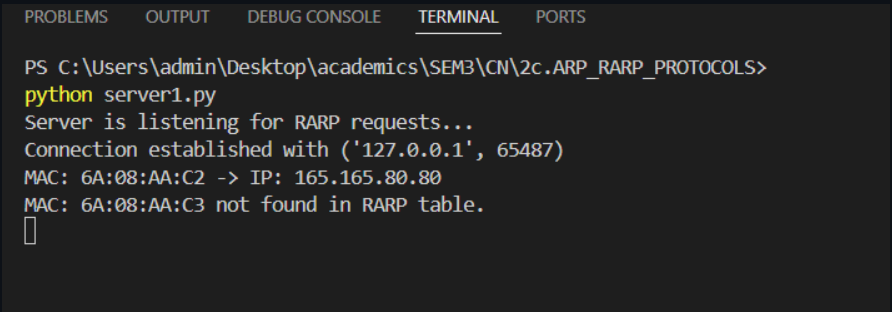 PROBLEMS OUTPUT DEBUG CONSOLE TERMINAL PORTS
PS C:\Users\admin\Desktop\academics\SEM3\CN\2c.ARP_RARP_PROTOCOLS>
python server1.py
Server is listening for RARP requests...
Connection established with ('127.0.0.1', 65487)
MAC: 6A:08:AA:C2 -> IP: 165.165.80.80
MAC: 6A:08:AA:C3 not found in RARP table.